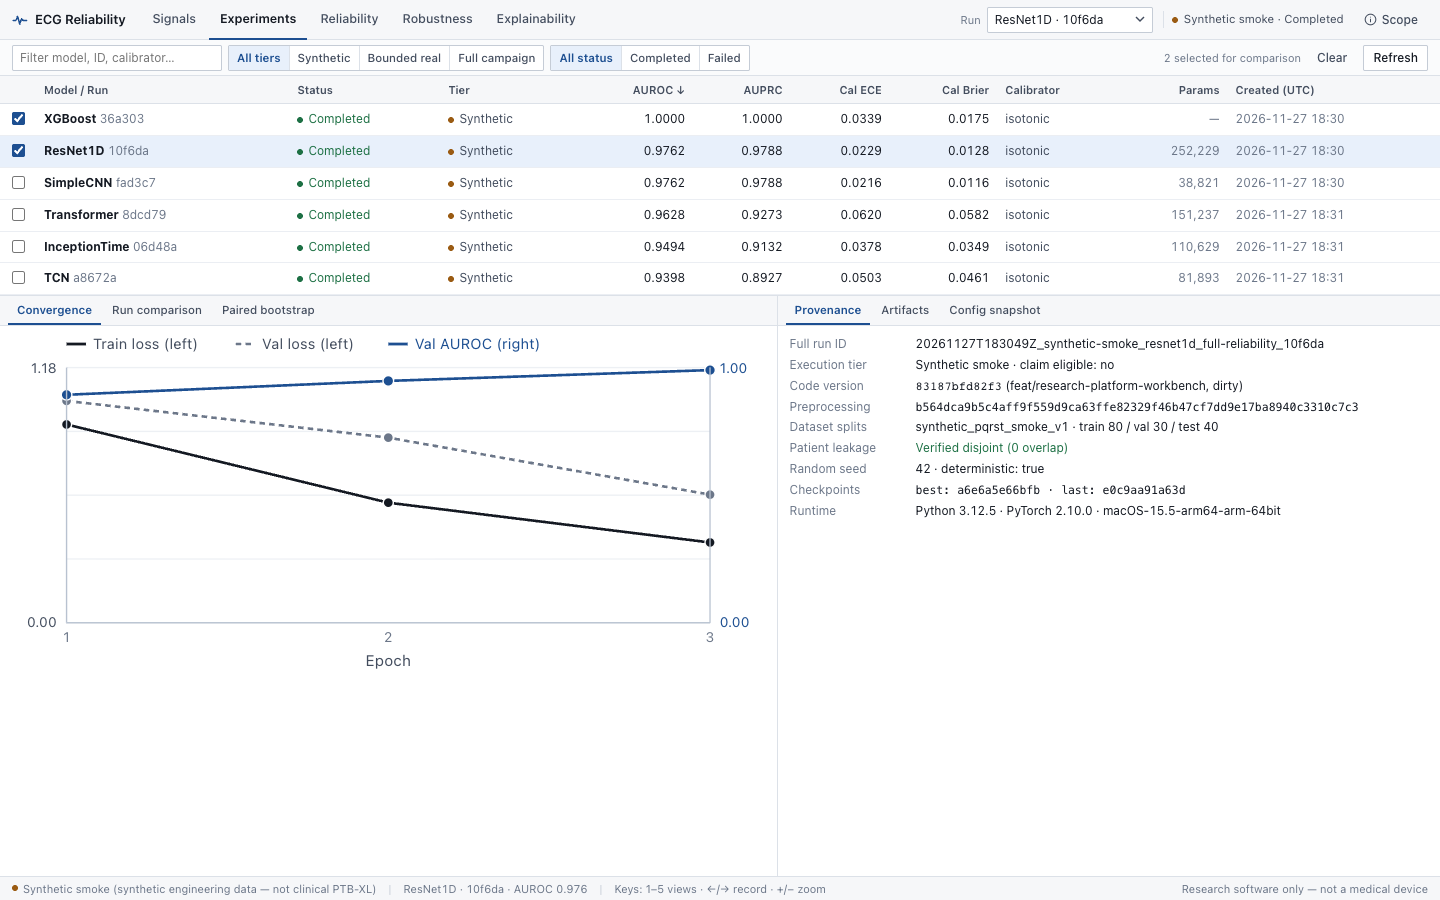 ECG Reliability Signals Experiments Reliability Robustness Explainability Run ResNet1D · 10f6da Synthetic smoke · Completed Scope
Filter model, ID, calibrator... All tiers Synthetic Bounded real Full campaign All status Completed Failed 2 selected for comparison Clear Refresh
Model / Run Status Tier AUROC ↓ AUPRC Cal ECE Cal Brier Calibrator Params Created (UTC)
XGBoost 36a303 Completed Synthetic 1.0000 1.0000 0.0339 0.0175 isotonic — 2026-11-27 18:30
ResNet1D 10f6da Completed Synthetic 0.9762 0.9788 0.0229 0.0128 isotonic 252,229 2026-11-27 18:30
SimpleCNN fad3c7 Completed Synthetic 0.9762 0.9788 0.0216 0.0116 isotonic 38,821 2026-11-27 18:30
Transformer 8dcd79 Completed Synthetic 0.9628 0.9273 0.0620 0.0582 isotonic 151,237 2026-11-27 18:31
InceptionTime 06d48a Completed Synthetic 0.9494 0.9132 0.0378 0.0349 isotonic 110,629 2026-11-27 18:31
TCN a8672a Completed Synthetic 0.9398 0.8927 0.0503 0.0461 isotonic 81,893 2026-11-27 18:31
Convergence Run comparison Paired bootstrap
Train loss (left) Val loss (left) Val AUROC (right)
1.18 1.00
0.00 0.00
1 2 3
Epoch
Provenance Artifacts Config snapshot
Full run ID 20261127T183049Z_synthetic-smoke_resnet1d_full-reliability_10f6da
Execution tier Synthetic smoke · claim eligible: no
Code version 83187bfd82f3 (feat/research-platform-workbench, dirty)
Preprocessing b564dca9b5c4aff9f559d9ca63ffe82329f46b47cf7dd9e17ba8940c3310c7c3
Dataset splits synthetic_pqrst_smoke_v1 · train 80 / val 30 / test 40
Patient leakage Verified disjoint (0 overlap)
Random seed 42 · deterministic: true
Checkpoints best: a6e6a5e66bfb · last: e0c9aa91a63d
Runtime Python 3.12.5 · PyTorch 2.10.0 · macOS-15.5-arm64-arm-64bit
Synthetic smoke (synthetic engineering data — not clinical PTB-XL) | ResNet1D · 10f6da · AUROC 0.976 | Keys: 1–5 views · ←/→ record · +/− zoom Research software only — not a medical device